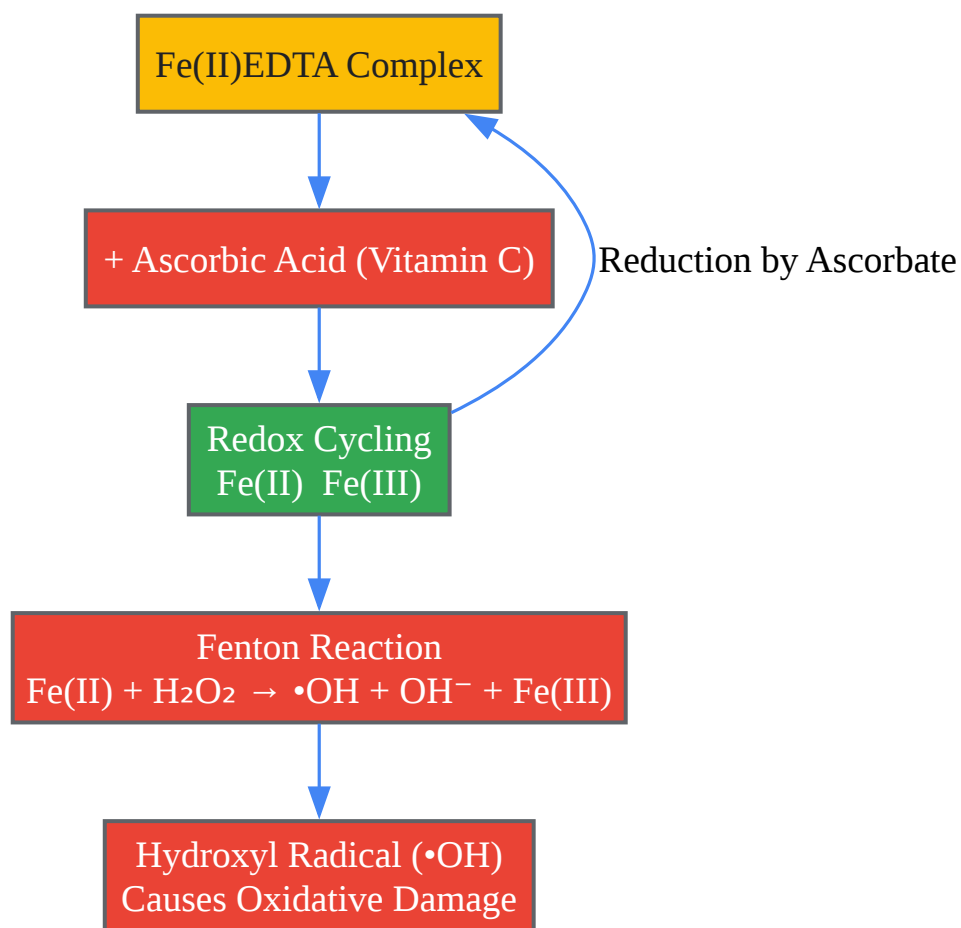 Fe(II)EDTA Complex
+ Ascorbic Acid (Vitamin C)
Reduction by Ascorbate
Redox Cycling
Fe(II)  Fe(III)
Fenton Reaction
Fe(II) + H₂O₂ → •OH + OH⁻ + Fe(III)
Hydroxyl Radical (•OH)
Causes Oxidative Damage